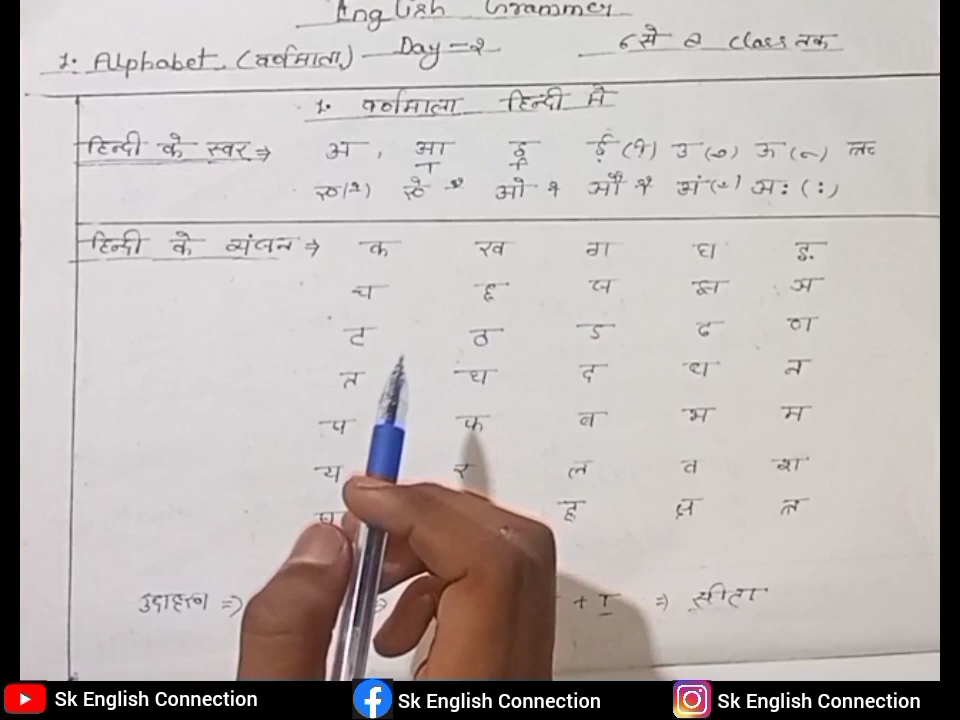 English Grammer
1. Alphabet (वर्णमाला) Day - 2 6 से 8 class तक
1. वर्णमाला हिन्दी में
हिन्दी के स्वर ⇒ अ, आ इ ई (ी) उ (ु) ऊ (ू)
ए (े) ऐ ै ओ ो औ ौ अं (ं) अः (ः)
हिन्दी के व्यंजन ⇒ क ख ग घ ङ
च छ ज झ ञ
ट ठ ड ढ ण
त थ द ध न
प फ ब भ म
य र ल व श
ष ह क्ष त्र
उदाहरण ⇒ + ा ⇒ सीता
Sk English Connection Sk English Connection Sk English Connection